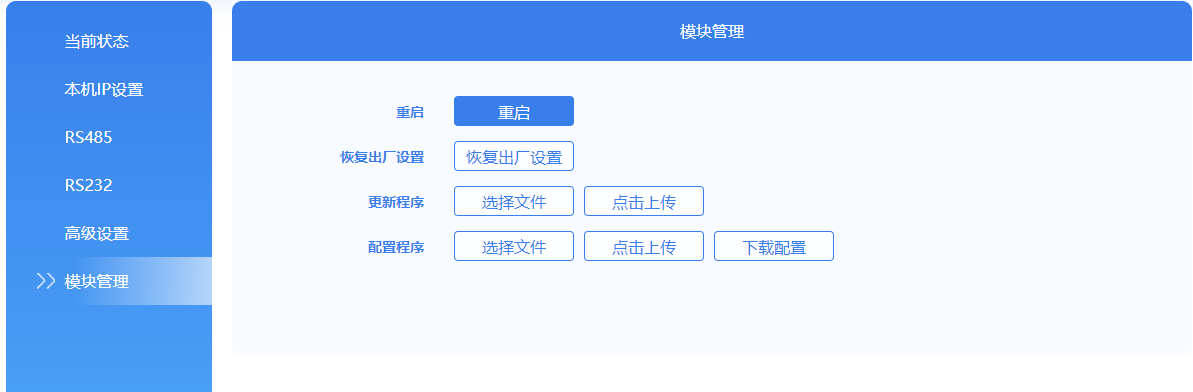 当前状态
本机IP设置
RS485
RS232
高级设置
模块管理
模块管理
重启 重启
恢复出厂设置 恢复出厂设置
更新程序 选择文件 点击上传
配置程序 选择文件 点击上传 下载配置